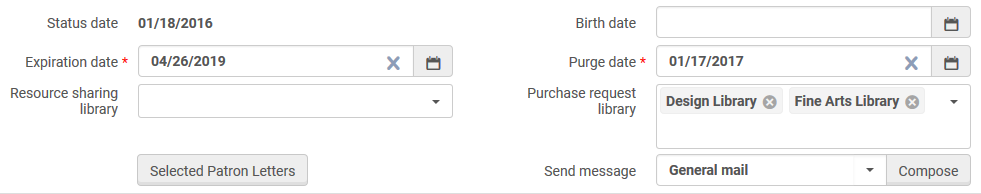 Status date 01/18/2016 Birth date
Expiration date * 04/26/2019 Purge date * 01/17/2017
Resource sharing library
Purchase request library Design Library Fine Arts Library
Selected Patron Letters Send message General mail Compose